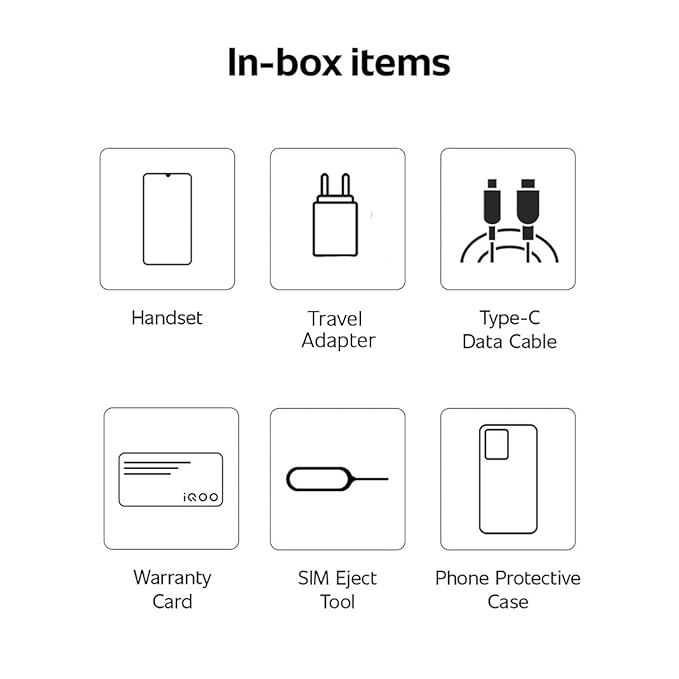 In-box items
Handset
Travel
Adapter
Type-C
Data Cable
iQOO
Warranty
Card
SIM Eject
Tool
Phone Protective
Case